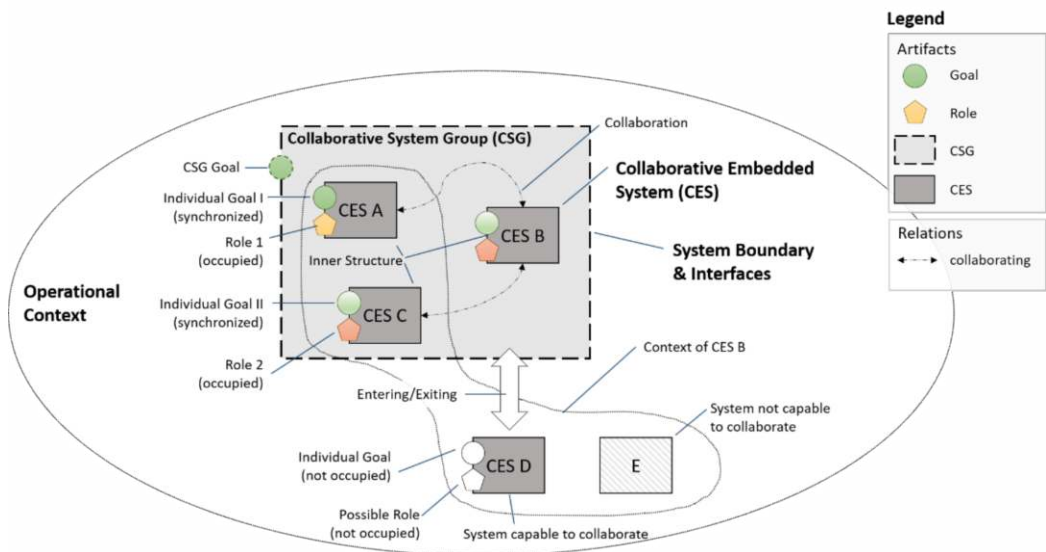 Legend
Artifacts
Goal
Role
CSG
CES
Relations
collaborating
Collaborative System Group (CSG)
Collaboration
CSG Goal
Collaborative Embedded
System (CES)
Individual Goal I
(synchronized)
CES A
CES B
Role 1
(occupied)
Inner Structure
System Boundary
& Interfaces
Operational
Context
Individual Goal II
(synchronized)
CES C
Role 2
(occupied)
Context of CES B
Entering/Exiting
System not capable
to collaborate
Individual Goal
(not occupied)
CES D
E
Possible Role
(not occupied)
System capable to collaborate